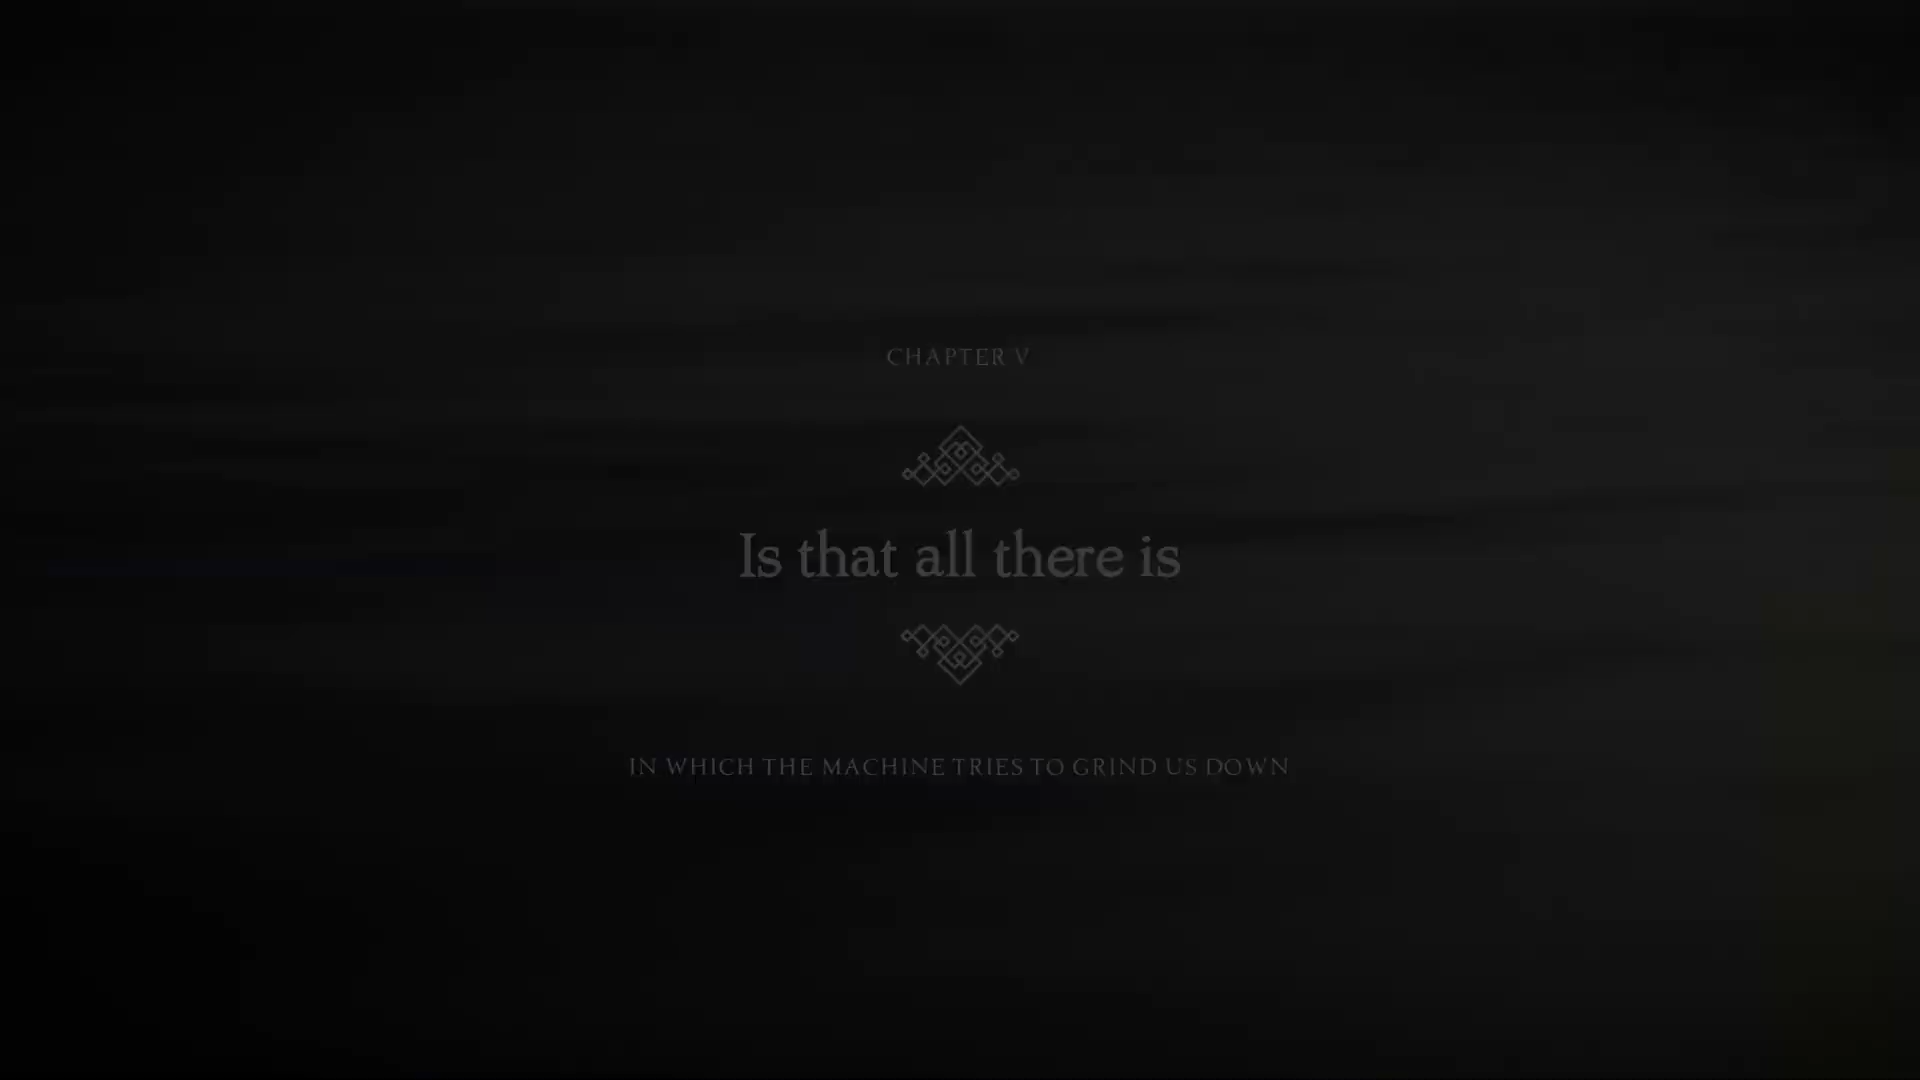 CHAPTER V
Is that all there is
IN WHICH THE MACHINE TRIES TO GRIND US DOWN